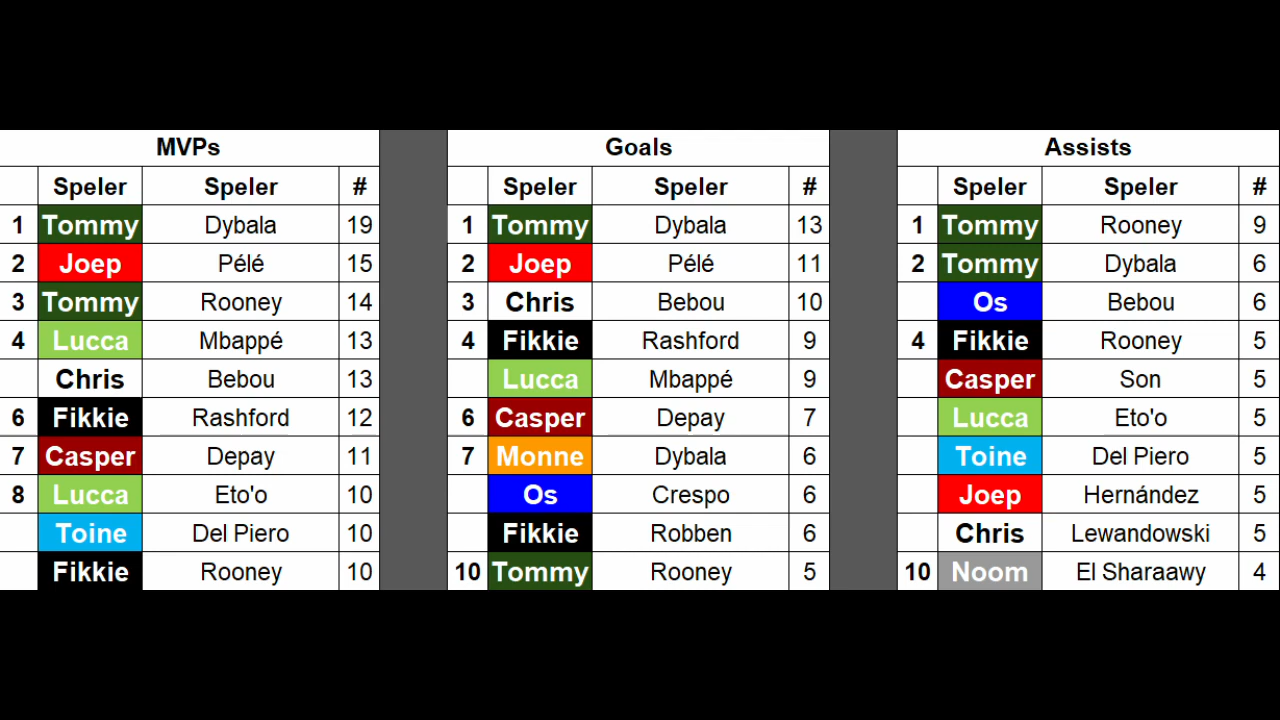 MVPs
Speler Speler #
1 Tommy Dybala 19
2 Joep Pélé 15
3 Tommy Rooney 14
4 Lucca Mbappé 13
Chris Bebou 13
6 Fikkie Rashford 12
7 Casper Depay 11
8 Lucca Eto'o 10
Toine Del Piero 10
Fikkie Rooney 10
Goals
Speler Speler #
1 Tommy Dybala 13
2 Joep Pélé 11
3 Chris Bebou 10
4 Fikkie Rashford 9
Lucca Mbappé 9
6 Casper Depay 7
7 Monne Dybala 6
Os Crespo 6
Fikkie Robben 6
10 Tommy Rooney 5
Assists
Speler Speler #
1 Tommy Rooney 9
2 Tommy Dybala 6
Os Bebou 6
4 Fikkie Rooney 5
Casper Son 5
Lucca Eto'o 5
Toine Del Piero 5
Joep Hernández 5
Chris Lewandowski 5
10 Noom El Sharaawy 4